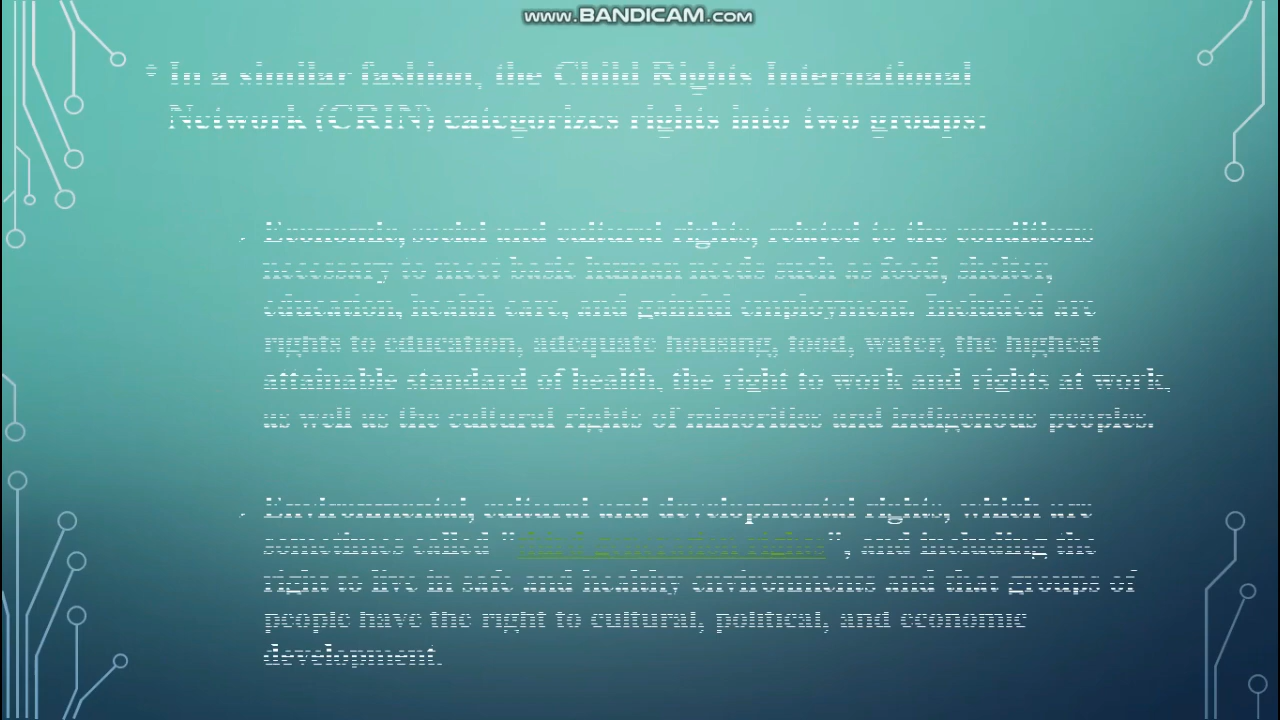 www.BANDICAM.com
* In a similar fashion, the Child Rights International
Network (CRIN) categorizes rights into two groups:
Economic, social and cultural rights, related to the conditions
necessary to meet basic human needs such as food, shelter,
education, health care, and gainful employment. Included are
rights to education, adequate housing, food, water, the highest
attainable standard of health, the right to work and rights at work,
as well as the cultural rights of minorities and indigenous peoples.
Environmental, cultural and developmental rights, which are
sometimes called "third generation rights", and including the
right to live in safe and healthy environments and that groups of
people have the right to cultural, political, and economic
development.